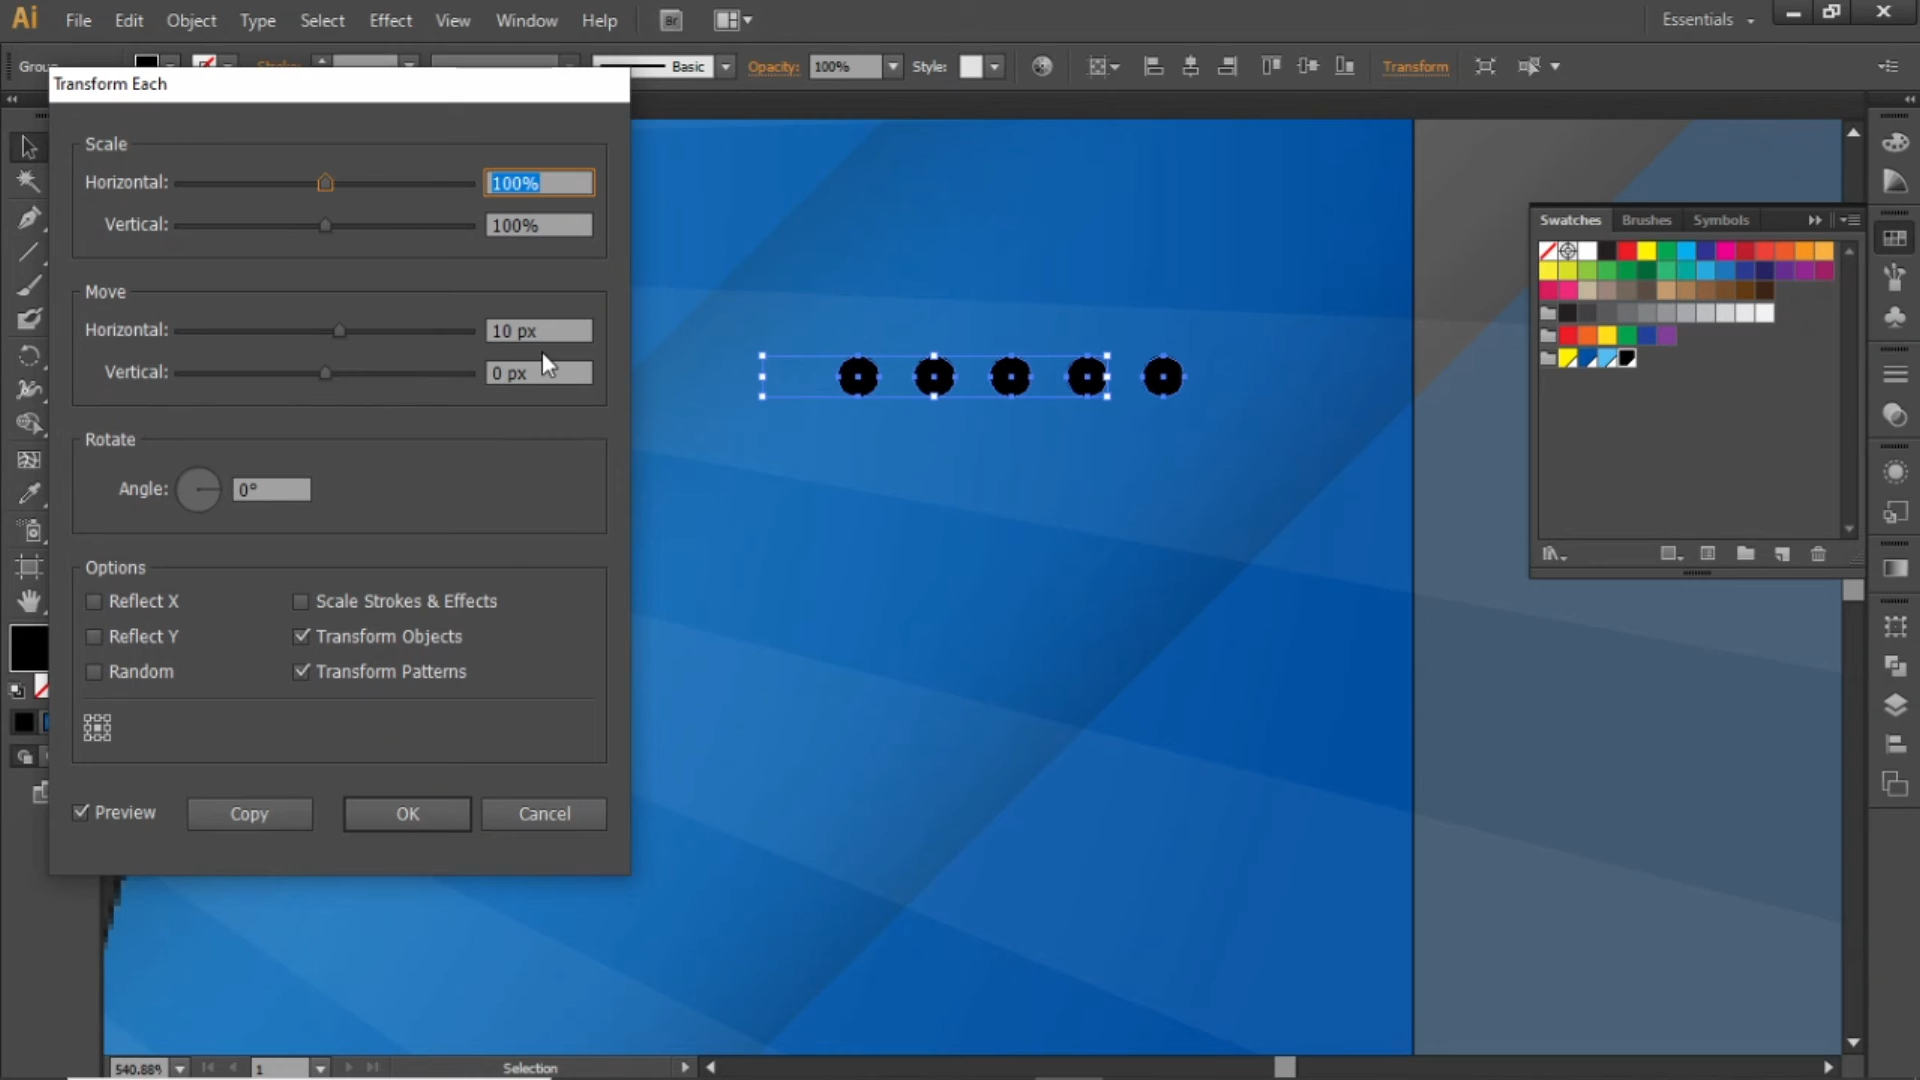 Ai File Edit Object Type Select Effect View Window Help Br Essentials
Basic Opacity: 100% Style: Transform
Transform Each
Scale
Horizontal: 100%
Vertical: 100%
Move
Horizontal: 10 px
Vertical: 0 px
Rotate
Angle: 0°
Options
Reflect X Scale Strokes & Effects
Reflect Y Transform Objects
Random Transform Patterns
Preview Copy OK Cancel
Swatches Brushes Symbols
540.88% 1 Selection